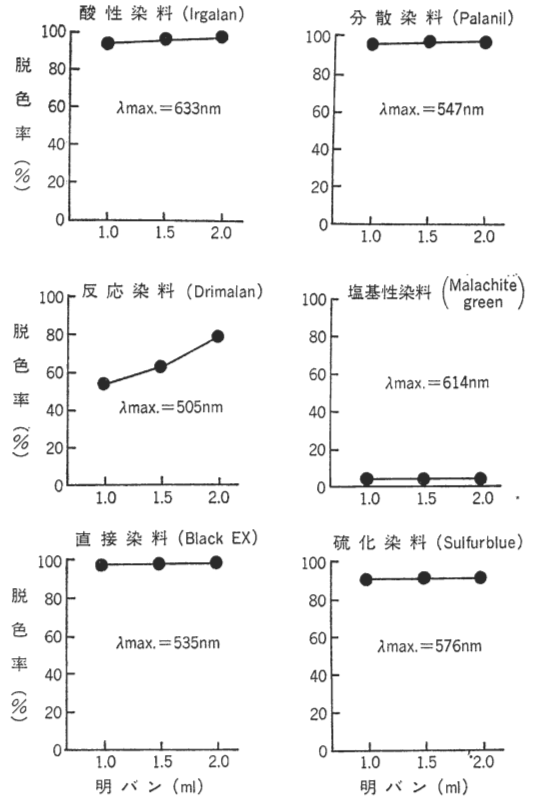 酸性染料 (Irgalan)
脱色率 (%)
100
80
60
40
20
0
λmax.=633nm
1.0 1.5 2.0
分散染料 (Palanil)
100
80
60
40
20
0
λmax.=547nm
1.0 1.5 2.0
反応染料 (Drimalan)
脱色率 (%)
100
80
60
40
20
0
λmax.=505nm
1.0 1.5 2.0
塩基性染料 (Malachite
green)
100
80
60
40
20
0
λmax.=614nm
1.0 1.5 2.0
直接染料 (Black EX)
脱色率 (%)
100
80
60
40
20
0
λmax.=535nm
1.0 1.5 2.0
明バン (ml)
硫化染料 (Sulfurblue)
100
80
60
40
20
0
λmax.=576nm
1.0 1.5 2.0
明バン (ml)